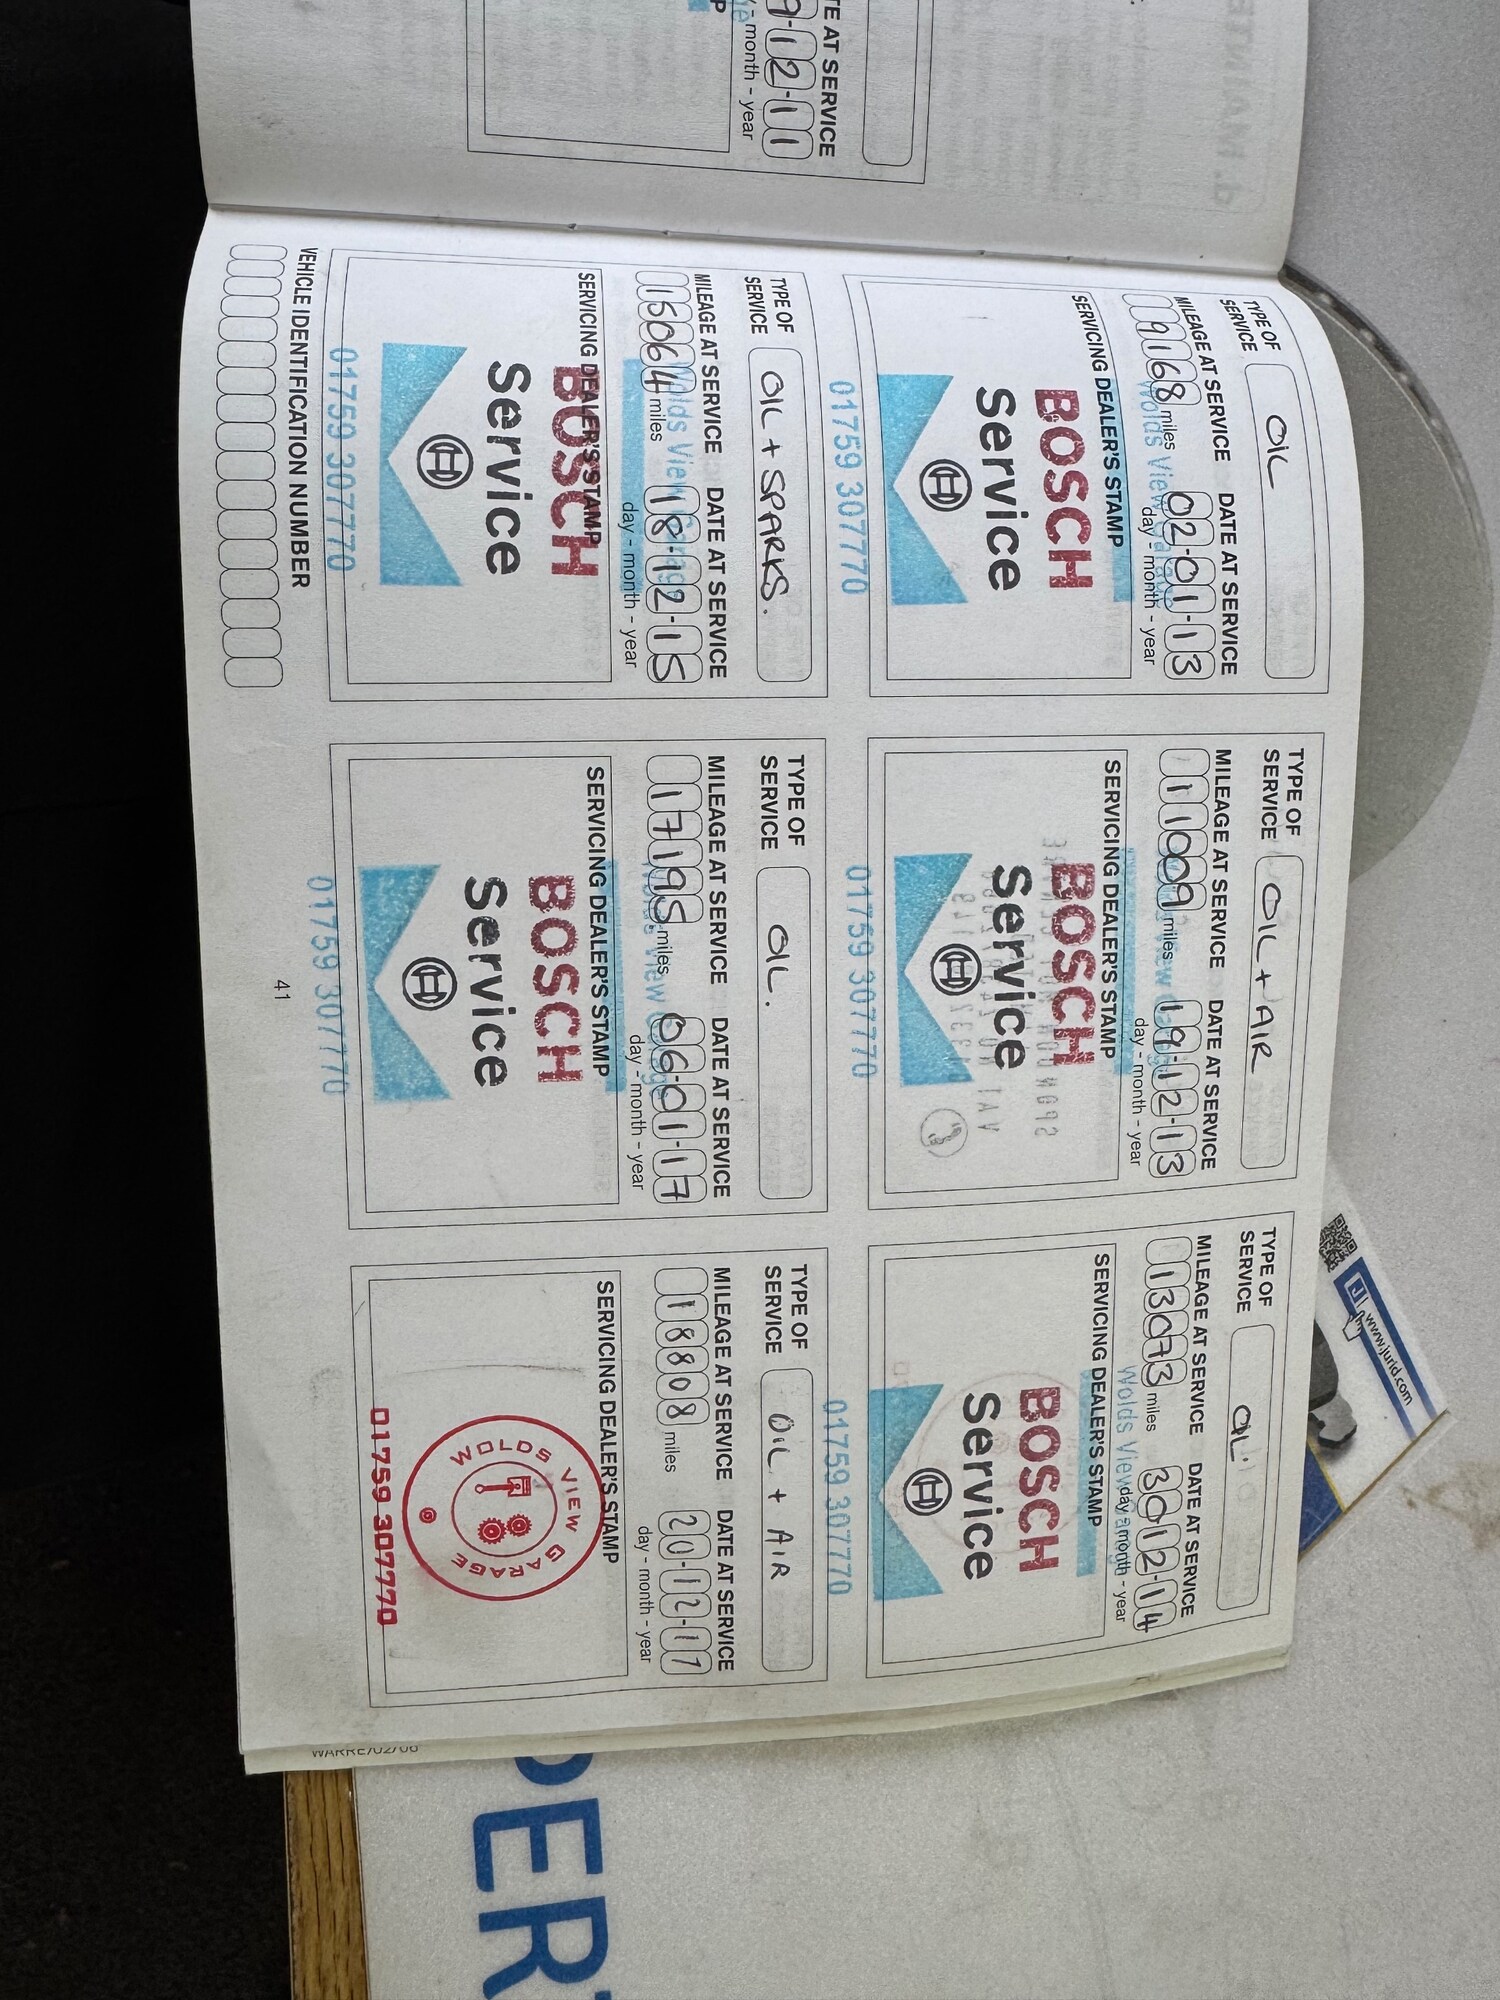 TE AT SERVICE
9-12-11
- month - year
TYPE OF
SERVICE
OIL
MILEAGE AT SERVICE
DATE AT SERVICE
9168 miles
02-01-13
day - month - year
SERVICING DEALER'S STAMP
BOSCH
Service
01759 307770
TYPE OF
SERVICE
OIL + AIR
MILEAGE AT SERVICE
DATE AT SERVICE
11009 miles
19-12-13
day - month - year
SERVICING DEALER'S STAMP
BOSCH
Service
01759 307770
TYPE OF
SERVICE
OIL
MILEAGE AT SERVICE
DATE AT SERVICE
13073 miles
30-12-14
Wolds View
day - month - year
SERVICING DEALER'S STAMP
BOSCH
Service
01759 307770
TYPE OF
SERVICE
OIL + SPARKS.
MILEAGE AT SERVICE
DATE AT SERVICE
15064 miles
18-12-15
day - month - year
SERVICING DEALER'S STAMP
BOSCH
Service
01759 307770
TYPE OF
SERVICE
OIL.
MILEAGE AT SERVICE
DATE AT SERVICE
17195 miles
06-01-17
day - month - year
SERVICING DEALER'S STAMP
BOSCH
Service
01759 307770
TYPE OF
SERVICE
OIL + AIR
MILEAGE AT SERVICE
DATE AT SERVICE
18808 miles
20-12-17
day - month - year
SERVICING DEALER'S STAMP
WOLDS VIEW GARAGE
01759 307770
VEHICLE IDENTIFICATION NUMBER
41
www.jurid.com